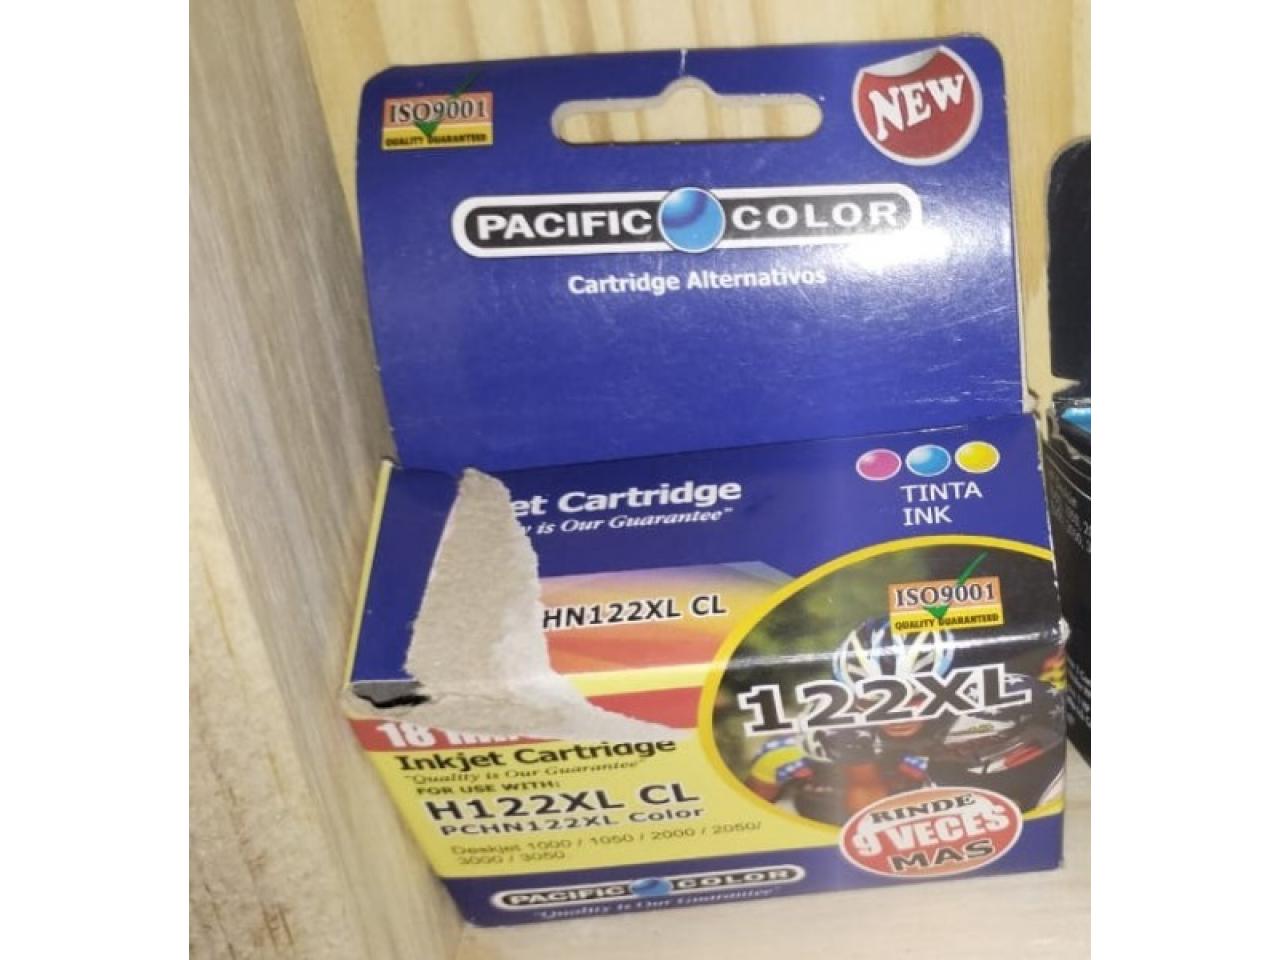 ISO9001
QUALITY GUARANTEED
NEW
PACIFIC COLOR
Cartridge Alternativos
et Cartridge
is Our Guarantee"
TINTA
INK
HN122XL CL
ISO9001
QUALITY GUARANTEED
122XL
18
Inkjet Cartridge
"Quality is Our Guarantee"
FOR USE WITH:
H122XL CL
PCHN122XL Color
Deskjet 1000 / 1050 / 2000 / 2050/
3000 / 3050
RINDE
9 VECES
MAS
PACIFIC COLOR
"Quality is Our Guarantee"